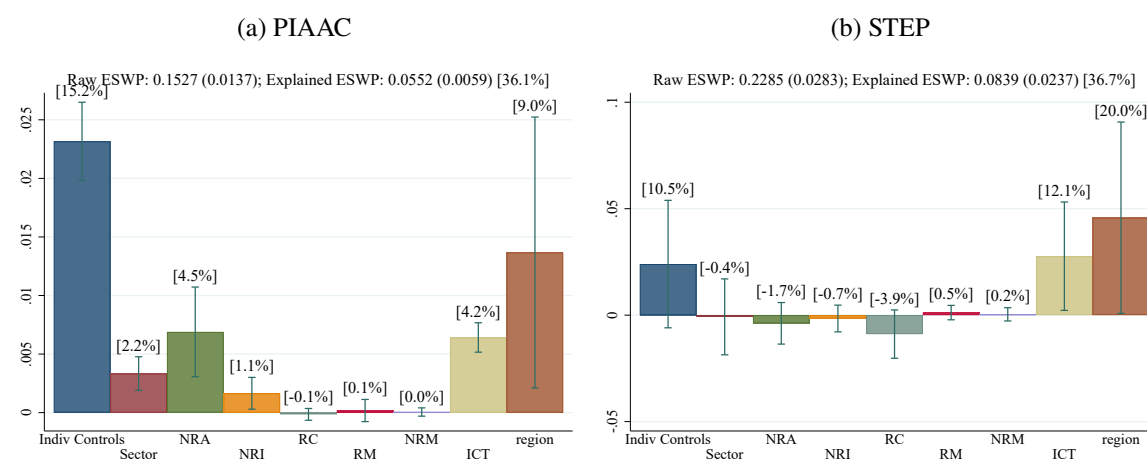 (a) PIAAC
Raw ESWP: 0.1527 (0.0137); Explained ESWP: 0.0552 (0.0059) [36.1%]
[15.2%]
[2.2%]
[4.5%]
[1.1%]
[-0.1%]
[0.1%]
[0.0%]
[4.2%]
[9.0%]
.025
.02
.015
.01
.005
0
Indiv Controls
Sector
NRA
NRI
RC
RM
NRM
ICT
region
(b) STEP
Raw ESWP: 0.2285 (0.0283); Explained ESWP: 0.0839 (0.0237) [36.7%]
[10.5%]
[-0.4%]
[-1.7%]
[-0.7%]
[-3.9%]
[0.5%]
[0.2%]
[12.1%]
[20.0%]
.1
.05
0
-.05
Indiv Controls
Sector
NRA
NRI
RC
RM
NRM
ICT
region